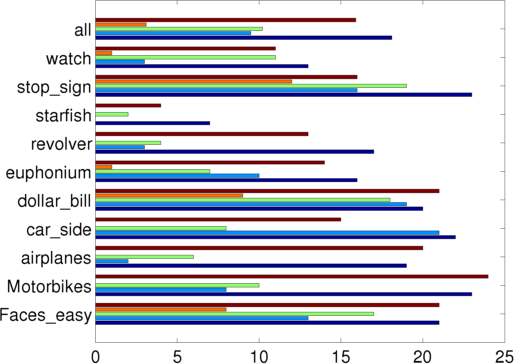 all
watch
stop_sign
starfish
revolver
euphonium
dollar_bill
car_side
airplanes
Motorbikes
Faces_easy
0 5 10 15 20 25